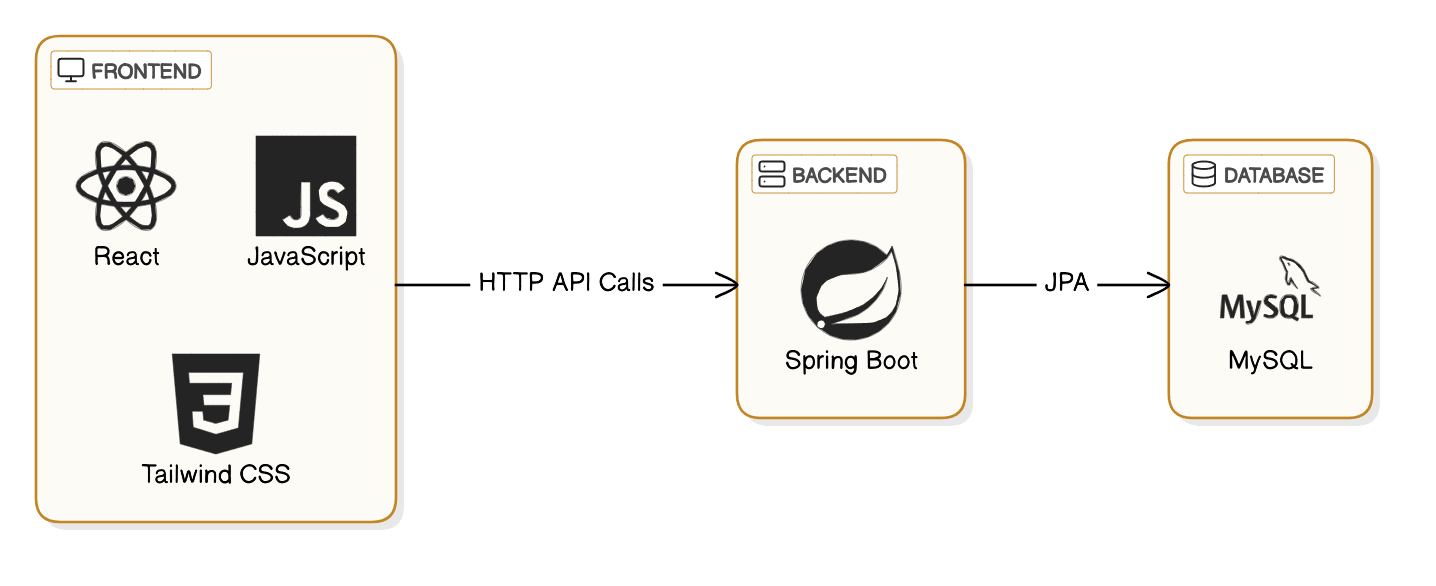 FRONTEND
React
JS
JavaScript
Tailwind CSS
HTTP API Calls
BACKEND
Spring Boot
JPA
DATABASE
MySQL
MySQL